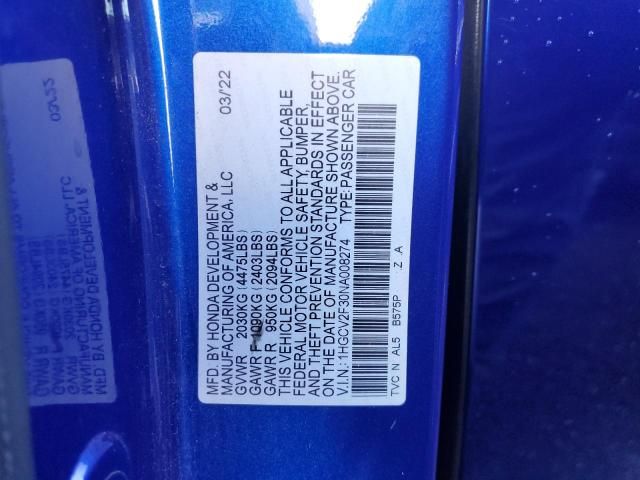 MFD. BY HONDA DEVELOPMENT & 03/22
MANUFACTURING OF AMERICA, LLC
GVWR 2030KG (4475LBS)
GAWR F 1090KG (2403LBS)
GAWR R 950KG (2094LBS)
THIS VEHICLE CONFORMS TO ALL APPLICABLE
FEDERAL MOTOR VEHICLE SAFETY, BUMPER,
AND THEFT PREVENTION STANDARDS IN EFFECT
ON THE DATE OF MANUFACTURE SHOWN ABOVE.
V.I.N.: 1HGCV2F30NA008274 TYPE: PASSENGER CAR
TVC N AL5 B575P Z A